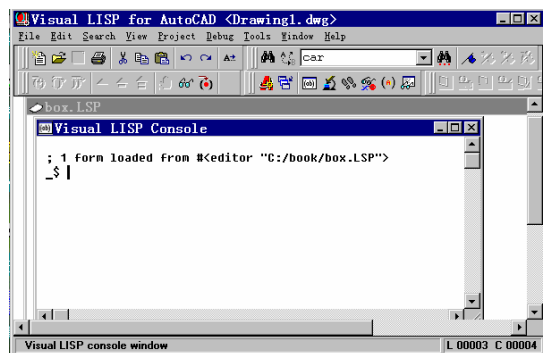 Visual LISP for AutoCAD <Drawing1.dwg>
File Edit Search View Project Debug Tools Window Help
car
box.LSP
Visual LISP Console
; 1 form loaded from #<editor "C:/book/box.LSP">
_$
Visual LISP console window
L 00003 C 00004